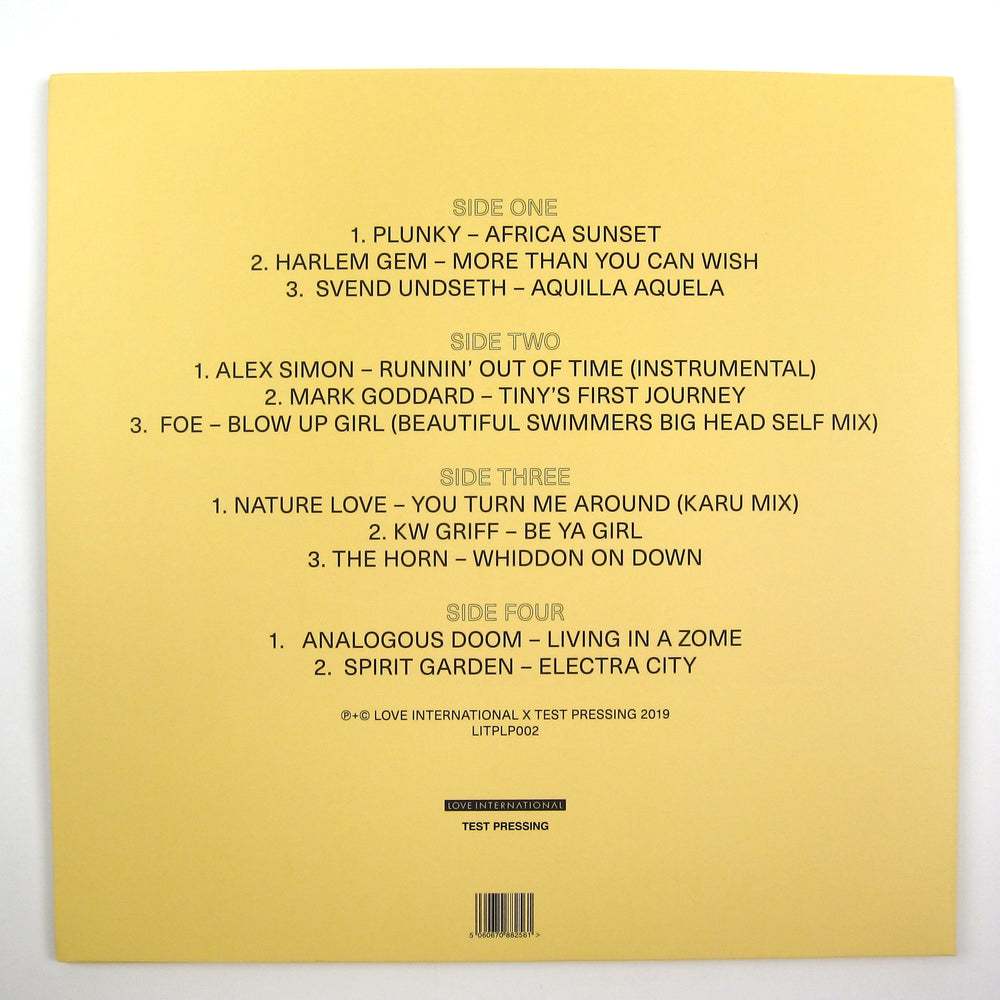 SIDE ONE
1. PLUNKY – AFRICA SUNSET
2. HARLEM GEM – MORE THAN YOU CAN WISH
3. SVEND UNDSETH – AQUILLA AQUELA
SIDE TWO
1. ALEX SIMON – RUNNIN' OUT OF TIME (INSTRUMENTAL)
2. MARK GODDARD – TINY'S FIRST JOURNEY
3. FOE – BLOW UP GIRL (BEAUTIFUL SWIMMERS BIG HEAD SELF MIX)
SIDE THREE
1. NATURE LOVE – YOU TURN ME AROUND (KARU MIX)
2. KW GRIFF – BE YA GIRL
3. THE HORN – WHIDDON ON DOWN
SIDE FOUR
1. ANALOGOUS DOOM – LIVING IN A ZOME
2. SPIRIT GARDEN – ELECTRA CITY
℗+© LOVE INTERNATIONAL X TEST PRESSING 2019
LITPLP002
LOVE INTERNATIONAL
TEST PRESSING
5 060670 882561 >